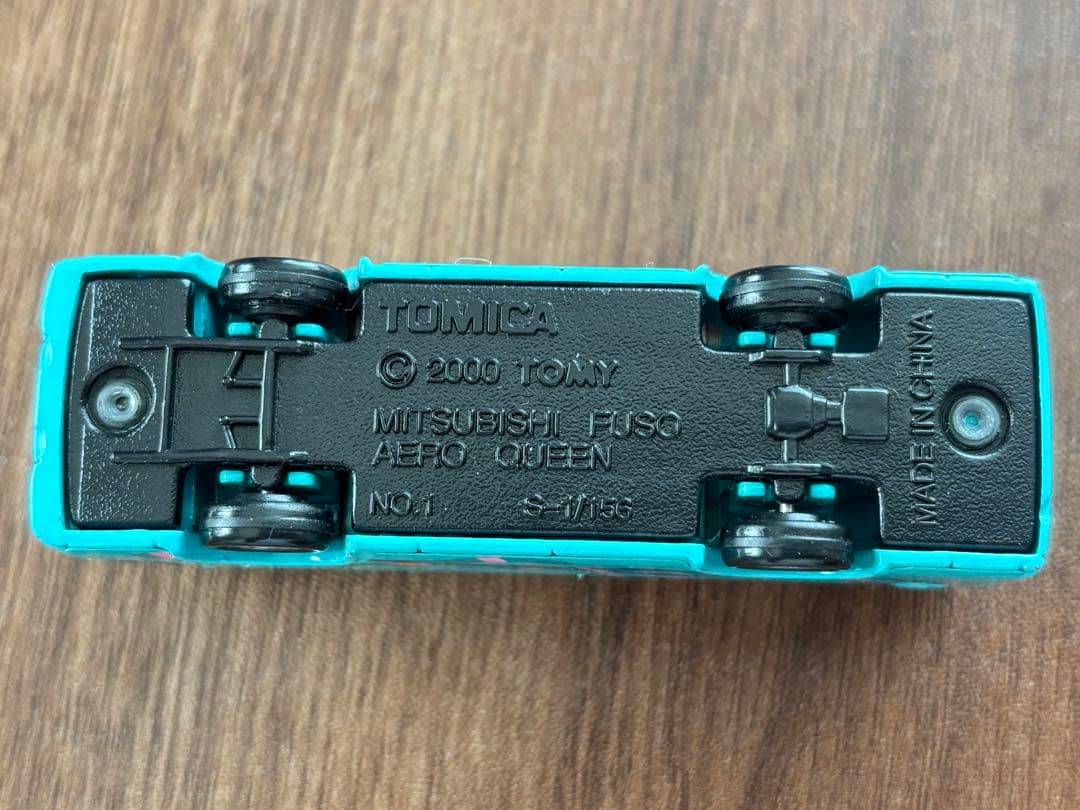 TOMICA
© 2000 TOMY
MITSUBISHI FUSO
AERO QUEEN
NO.1 S-1/156
MADE IN CHINA